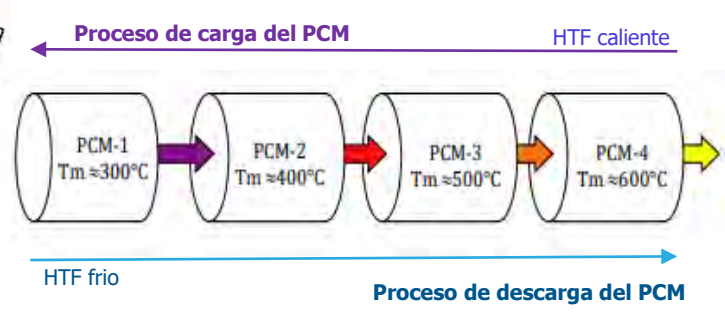 Proceso de carga del PCM
HTF caliente
PCM-1
Tm ≈300°C
PCM-2
Tm ≈400°C
PCM-3
Tm ≈500°C
PCM-4
Tm ≈600°C
HTF frio
Proceso de descarga del PCM